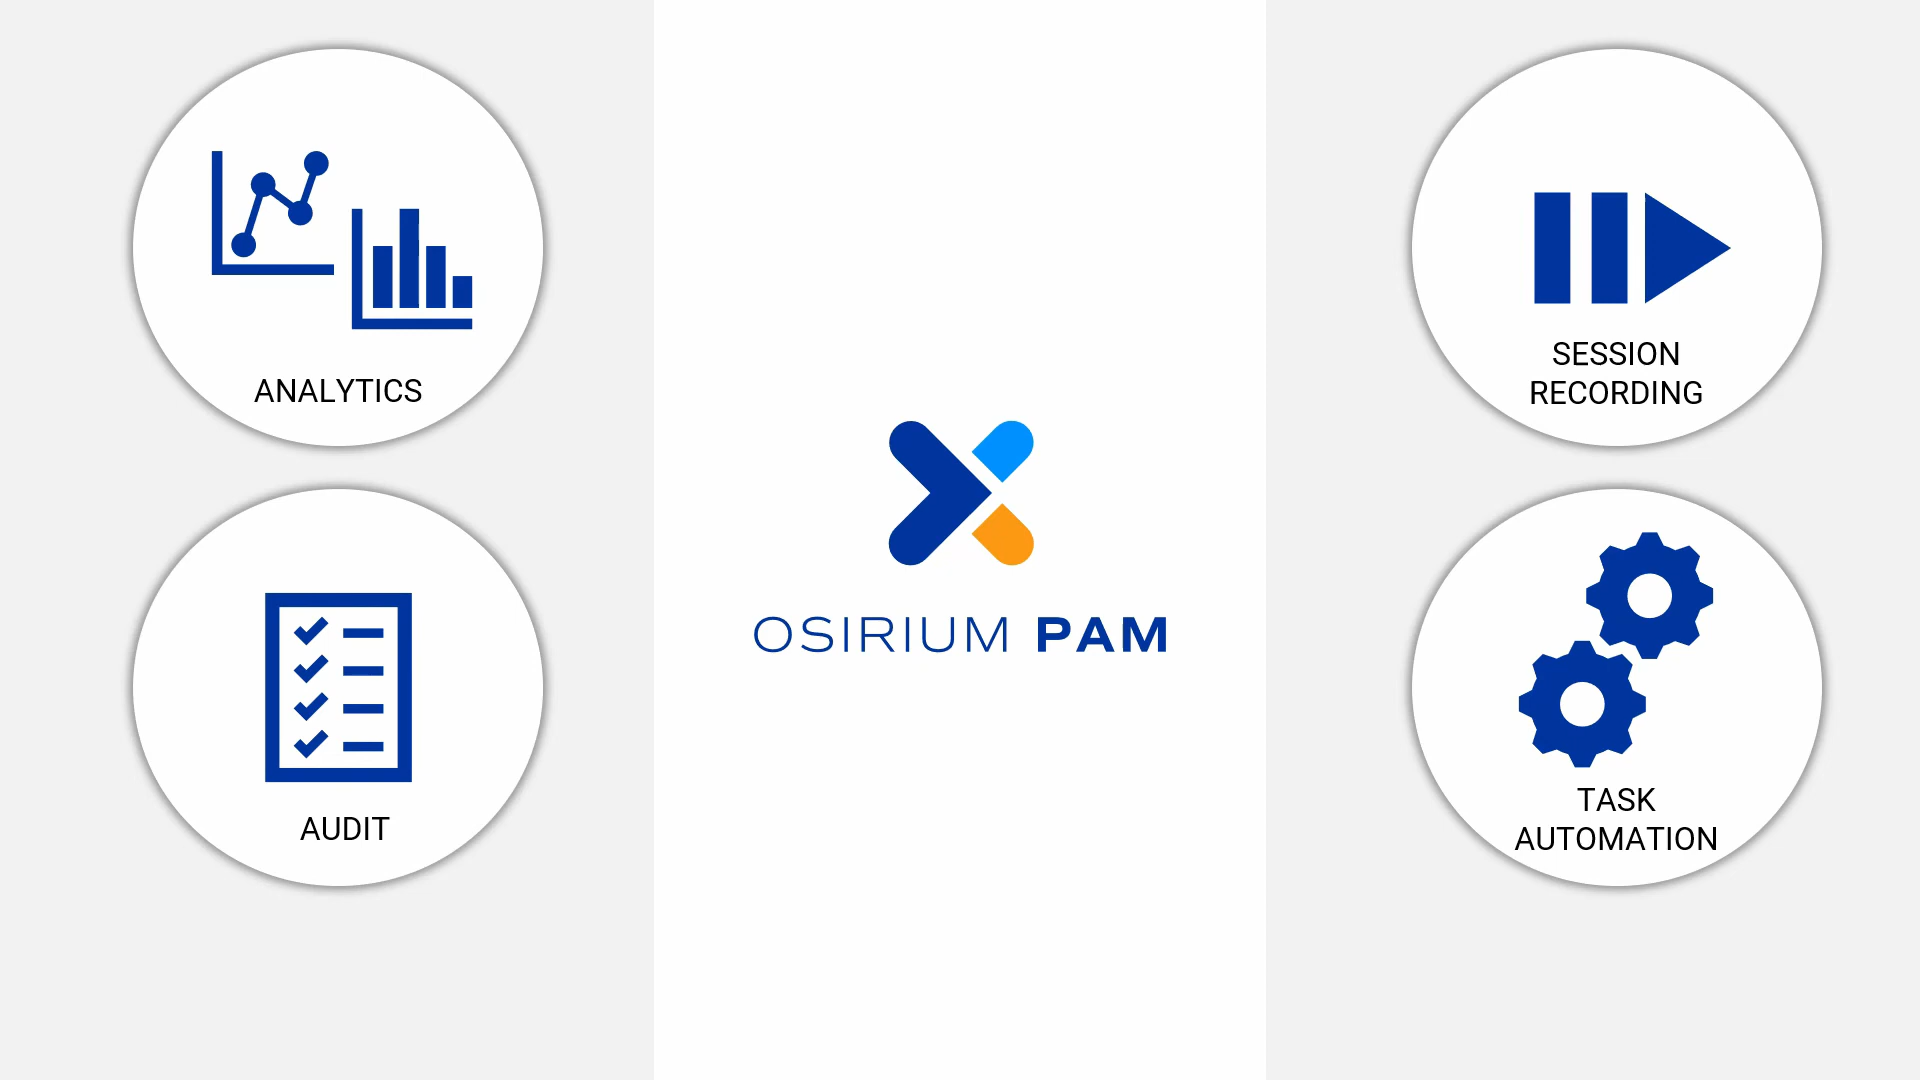 ANALYTICS
AUDIT
OSIRIUM PAM
SESSION
RECORDING
TASK
AUTOMATION